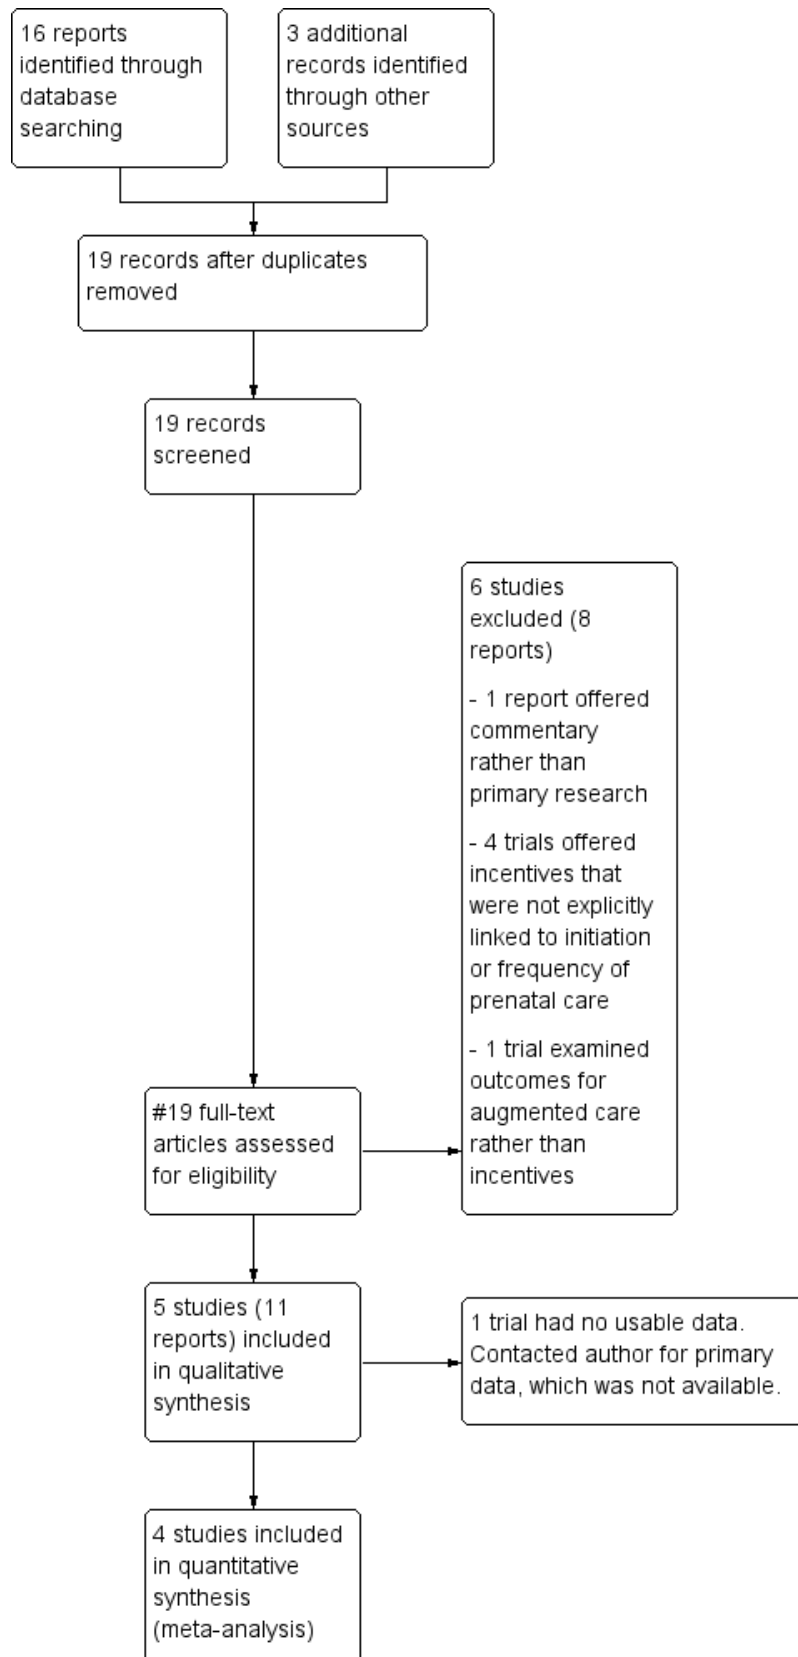 16 reports
identified through
database
searching
3 additional
records identified
through other
sources
19 records after duplicates
removed
19 records
screened
6 studies
excluded (8
reports)
- 1 report offered
commentary
rather than
primary research
- 4 trials offered
incentives that
were not explicitly
linked to initiation
or frequency of
prenatal care
- 1 trial examined
outcomes for
augmented care
rather than
incentives
#19 full-text
articles assessed
for eligibility
5 studies (11
reports) included
in qualitative
synthesis
1 trial had no usable data.
Contacted author for primary
data, which was not available.
4 studies included
in quantitative
synthesis
(meta-analysis)